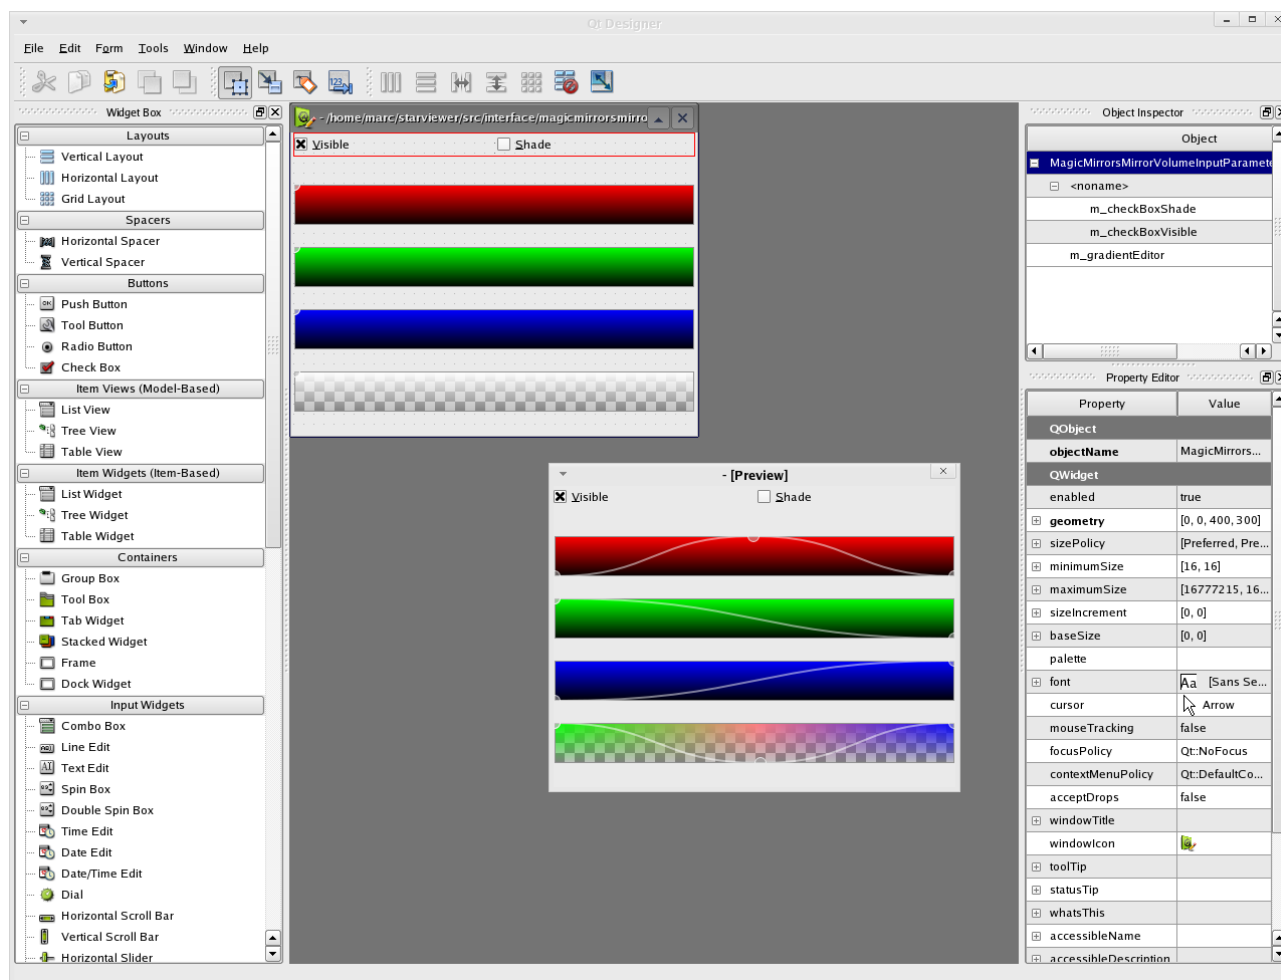 Qt Designer
File Edit Form Tools Window Help
Widget Box
Layouts
Vertical Layout
Horizontal Layout
Grid Layout
Spacers
Horizontal Spacer
Vertical Spacer
Buttons
Push Button
Tool Button
Radio Button
Check Box
Item Views (Model-Based)
List View
Tree View
Table View
Item Widgets (Item-Based)
List Widget
Tree Widget
Table Widget
Containers
Group Box
Tool Box
Tab Widget
Stacked Widget
Frame
Dock Widget
Input Widgets
Combo Box
Line Edit
Text Edit
Spin Box
Double Spin Box
Time Edit
Date Edit
Date/Time Edit
Dial
Horizontal Scroll Bar
Vertical Scroll Bar
Horizontal Slider
- /home/marc/starviewer/src/interface/magicmirrorsmirro
Visible Shade
- [Preview]
Visible Shade
Object Inspector
Object
MagicMirrorsMirrorVolumeInputParamete
<noname>
m_checkBoxShade
m_checkBoxVisible
m_gradientEditor
Property Editor
Property Value
QObject
objectName MagicMirrors...
QWidget
enabled true
geometry [0, 0, 400, 300]
sizePolicy [Preferred, Pre...
minimumSize [16, 16]
maximumSize [16777215, 16...
sizeIncrement [0, 0]
baseSize [0, 0]
palette
font Aa [Sans Se...
cursor Arrow
mouseTracking false
focusPolicy Qt::NoFocus
contextMenuPolicy Qt::DefaultCo...
acceptDrops false
windowTitle
windowIcon
toolTip
statusTip
whatsThis
accessibleName
accessibleDescription